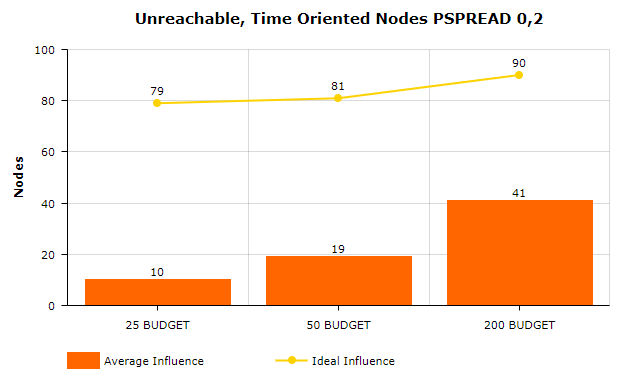 Unreachable, Time Oriented Nodes PSPREAD 0,2
100
80
60
40
20
0
Nodes
79
81
90
10
19
41
25 BUDGET
50 BUDGET
200 BUDGET
Average Influence
Ideal Influence